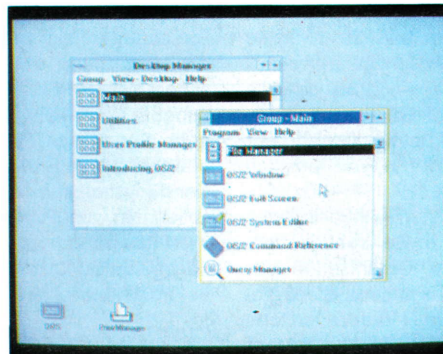 Desktop Manager
Group View Desktop Help
Main
Utilities
User Profile Manager
Introducing OS/2
Group - Main
Program View Help
File Manager
OS/2 Window
OS/2 Full Screen
OS/2 System Editor
OS/2 Command Reference
Query Manager
DOS
Print Manager